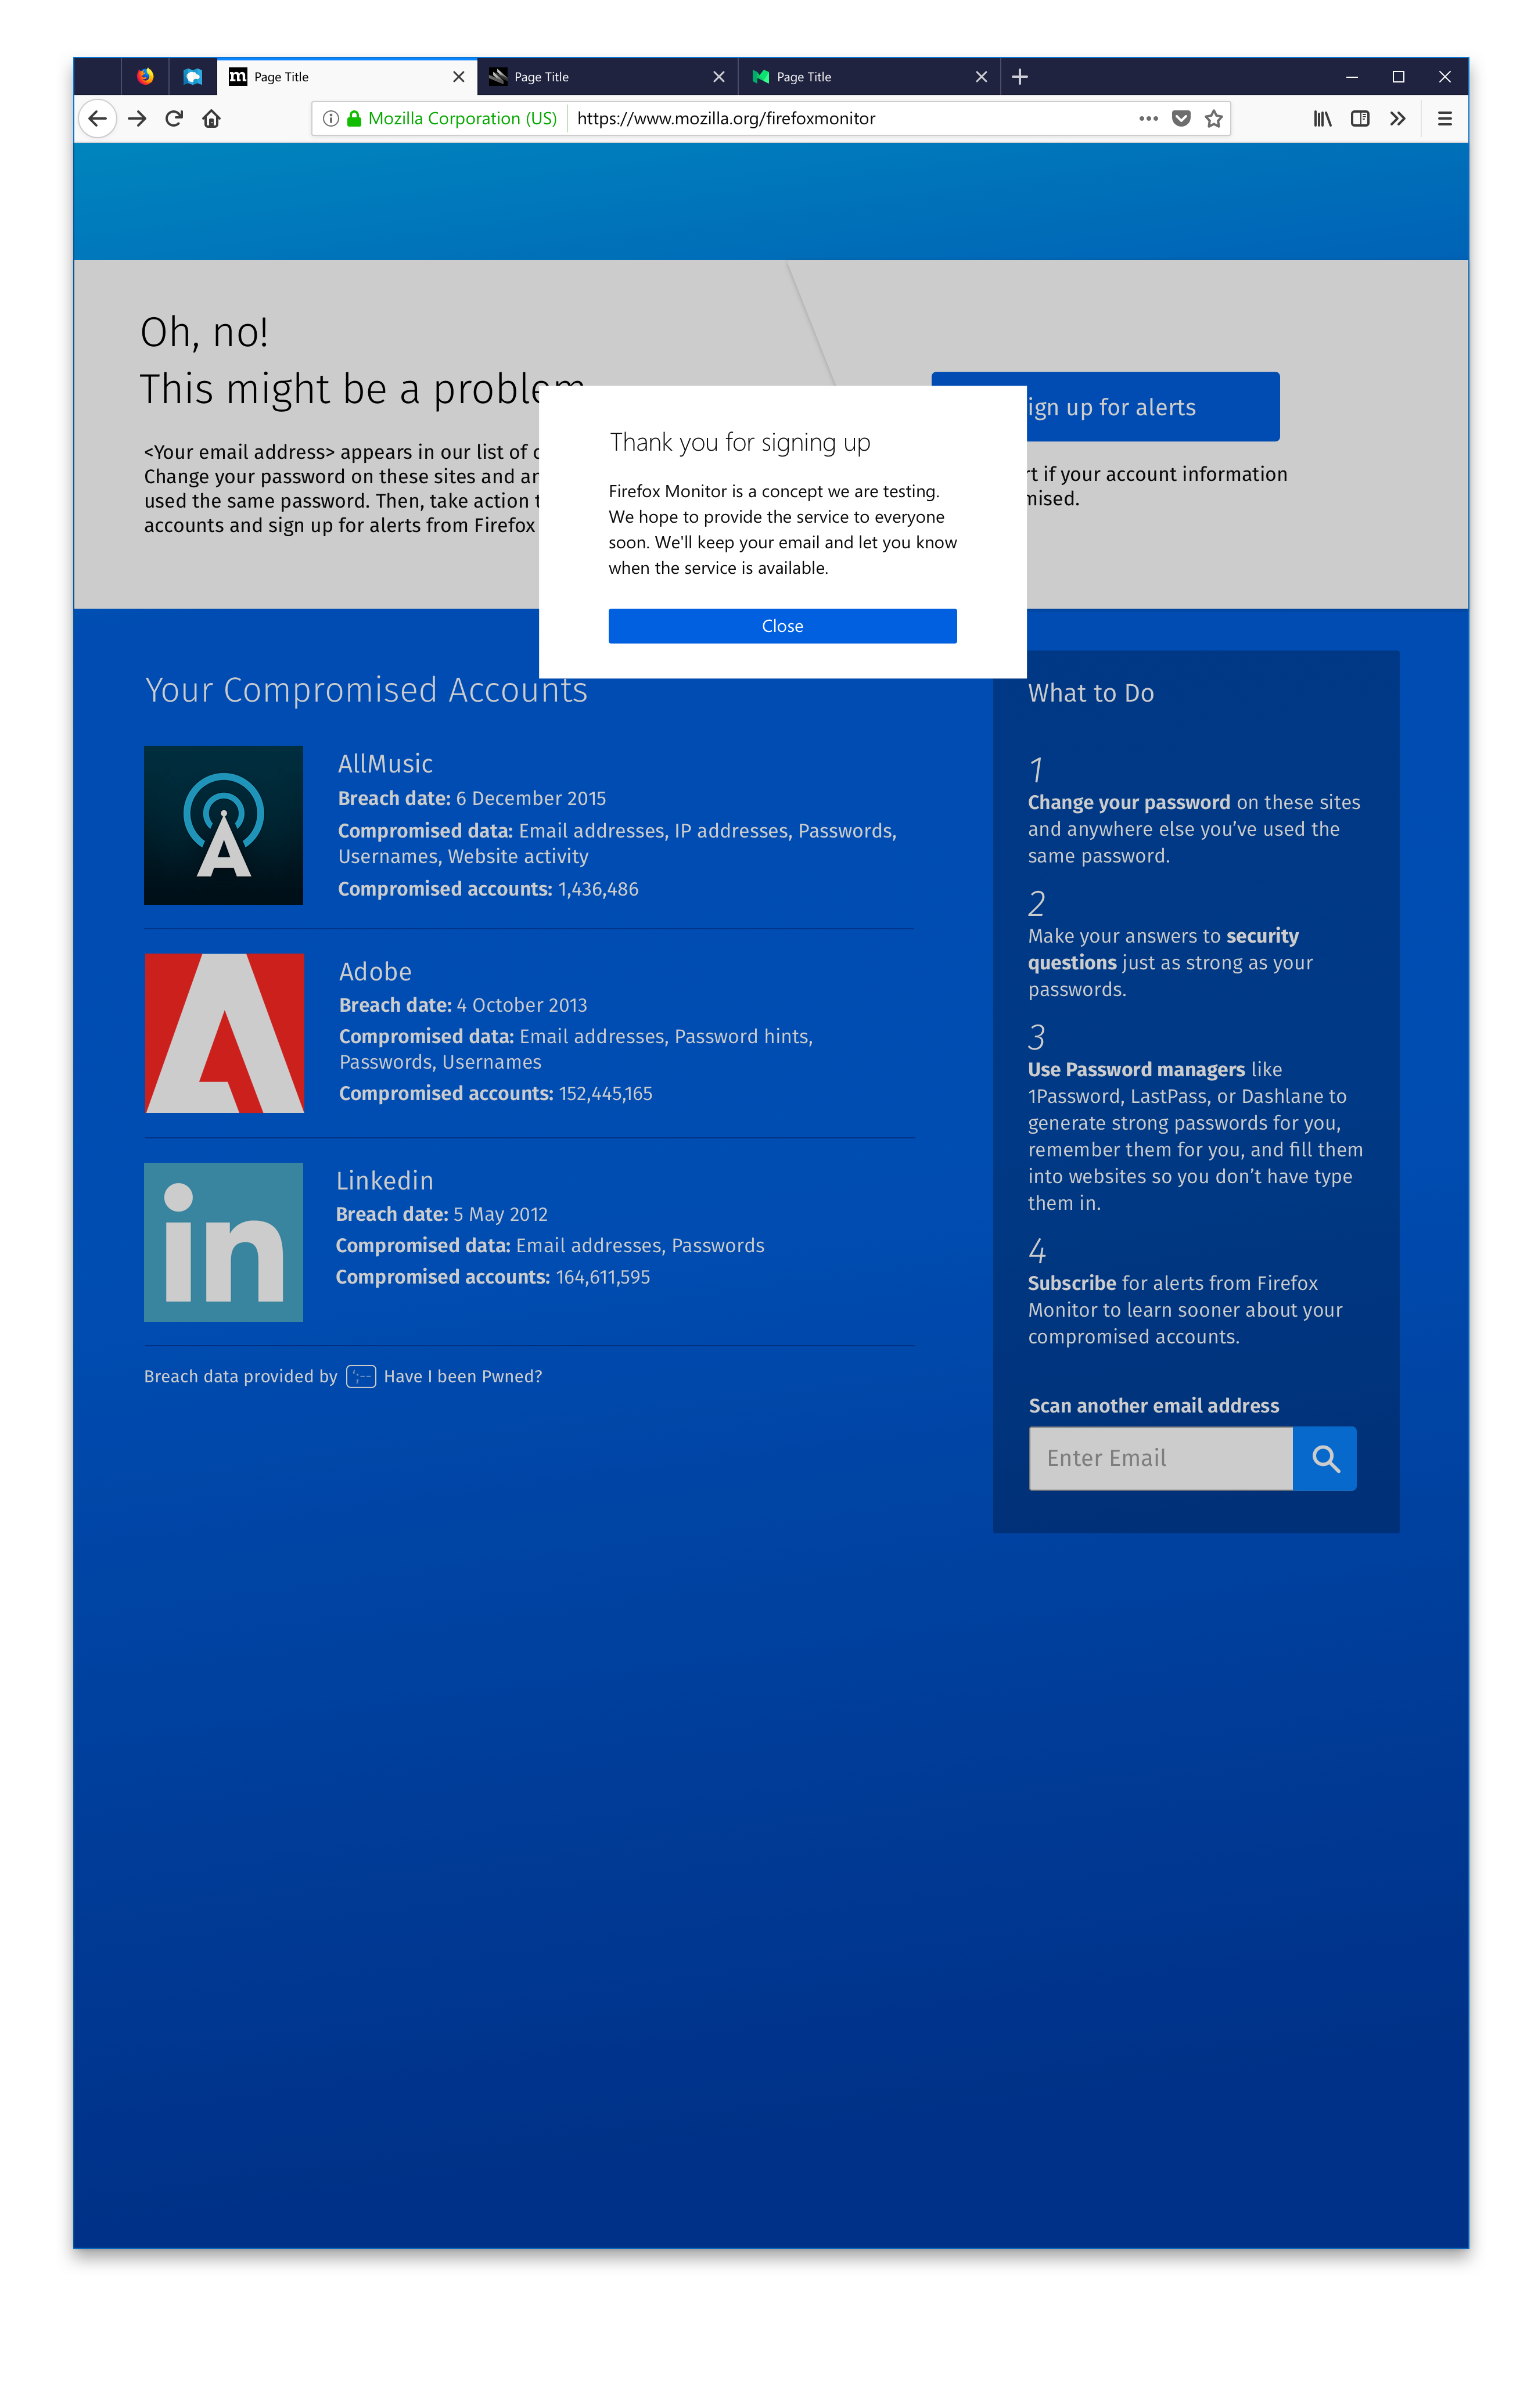 Page Title
Page Title
Page Title
Mozilla Corporation (US)
https://www.mozilla.org/firefoxmonitor
Oh, no!
This might be a problem
<Your email address> appears in our list of
Change your password on these sites and
used the same password. Then, take action
accounts and sign up for alerts from Firefox
ign up for alerts
if your account information
mised.
Thank you for signing up
Firefox Monitor is a concept we are testing.
We hope to provide the service to everyone
soon. We'll keep your email and let you know
when the service is available.
Close
Your Compromised Accounts
AllMusic
Breach date: 6 December 2015
Compromised data: Email addresses, IP addresses, Passwords,
Usernames, Website activity
Compromised accounts: 1,436,486
Adobe
Breach date: 4 October 2013
Compromised data: Email addresses, Password hints,
Passwords, Usernames
Compromised accounts: 152,445,165
in
Linkedin
Breach date: 5 May 2012
Compromised data: Email addresses, Passwords
Compromised accounts: 164,611,595
Breach data provided by ';-- Have I been Pwned?
What to Do
1
Change your password on these sites
and anywhere else you’ve used the
same password.
2
Make your answers to security
questions just as strong as your
passwords.
3
Use Password managers like
1Password, LastPass, or Dashlane to
generate strong passwords for you,
remember them for you, and fill them
into websites so you don’t have type
them in.
4
Subscribe for alerts from Firefox
Monitor to learn sooner about your
compromised accounts.
Scan another email address
Enter Email